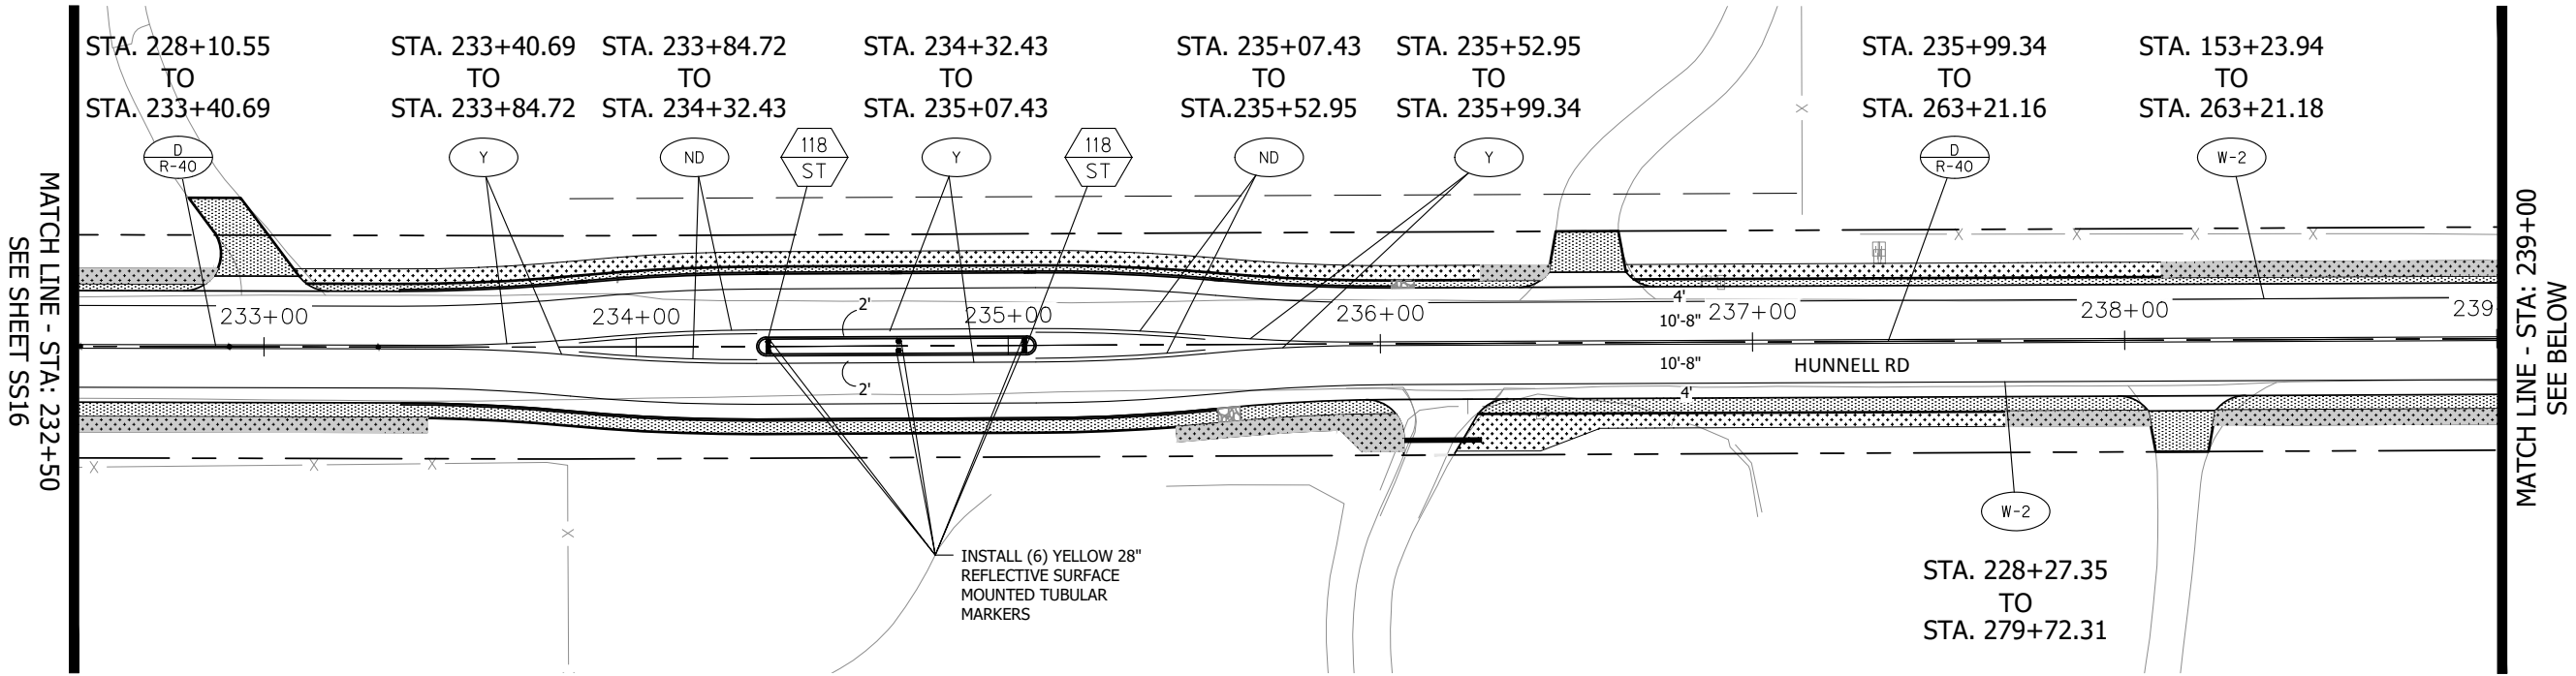 STA. 228+10.55
TO
STA. 233+40.69
STA. 233+40.69
TO
STA. 233+84.72
STA. 233+84.72
TO
STA. 234+32.43
STA. 234+32.43
TO
STA. 235+07.43
STA. 235+07.43
TO
STA.235+52.95
STA. 235+52.95
TO
STA. 235+99.34
STA. 235+99.34
TO
STA. 263+21.16
STA. 153+23.94
TO
STA. 263+21.18
D
R-40
Y
ND
118
ST
Y
118
ST
ND
Y
D
R-40
W-2
MATCH LINE - STA: 232+50
SEE SHEET SS16
233+00
234+00
2'
235+00
236+00
4'
10'-8"
237+00
238+00
239
10'-8"
HUNNELL RD
2'
4'
X
X
X
X
X
X
X
X
X
MATCH LINE - STA: 239+00
SEE BELOW
W-2
INSTALL (6) YELLOW 28"
REFLECTIVE SURFACE
MOUNTED TUBULAR
MARKERS
STA. 228+27.35
TO
STA. 279+72.31